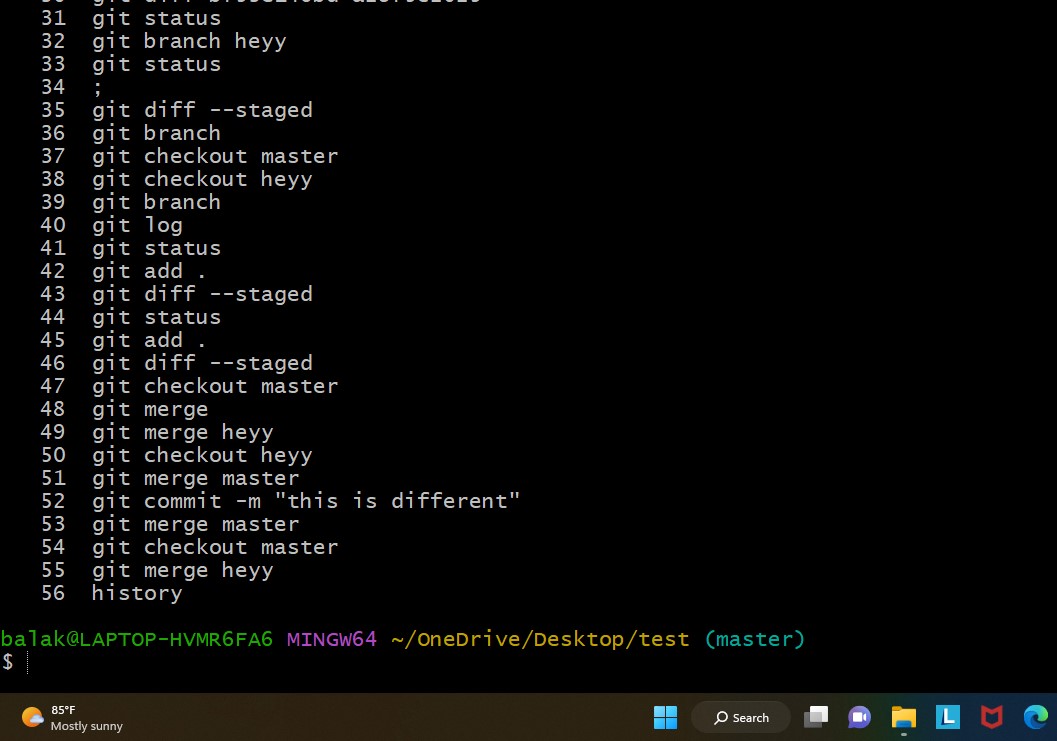 31 git status
32 git branch heyy
33 git status
34 ;
35 git diff --staged
36 git branch
37 git checkout master
38 git checkout heyy
39 git branch
40 git log
41 git status
42 git add .
43 git diff --staged
44 git status
45 git add .
46 git diff --staged
47 git checkout master
48 git merge
49 git merge heyy
50 git checkout heyy
51 git merge master
52 git commit -m "this is different"
53 git merge master
54 git checkout master
55 git merge heyy
56 history
balak@LAPTOP-HVMR6FA6 MINGW64 ~/OneDrive/Desktop/test (master)
$
85°F
Mostly sunny
Search
L